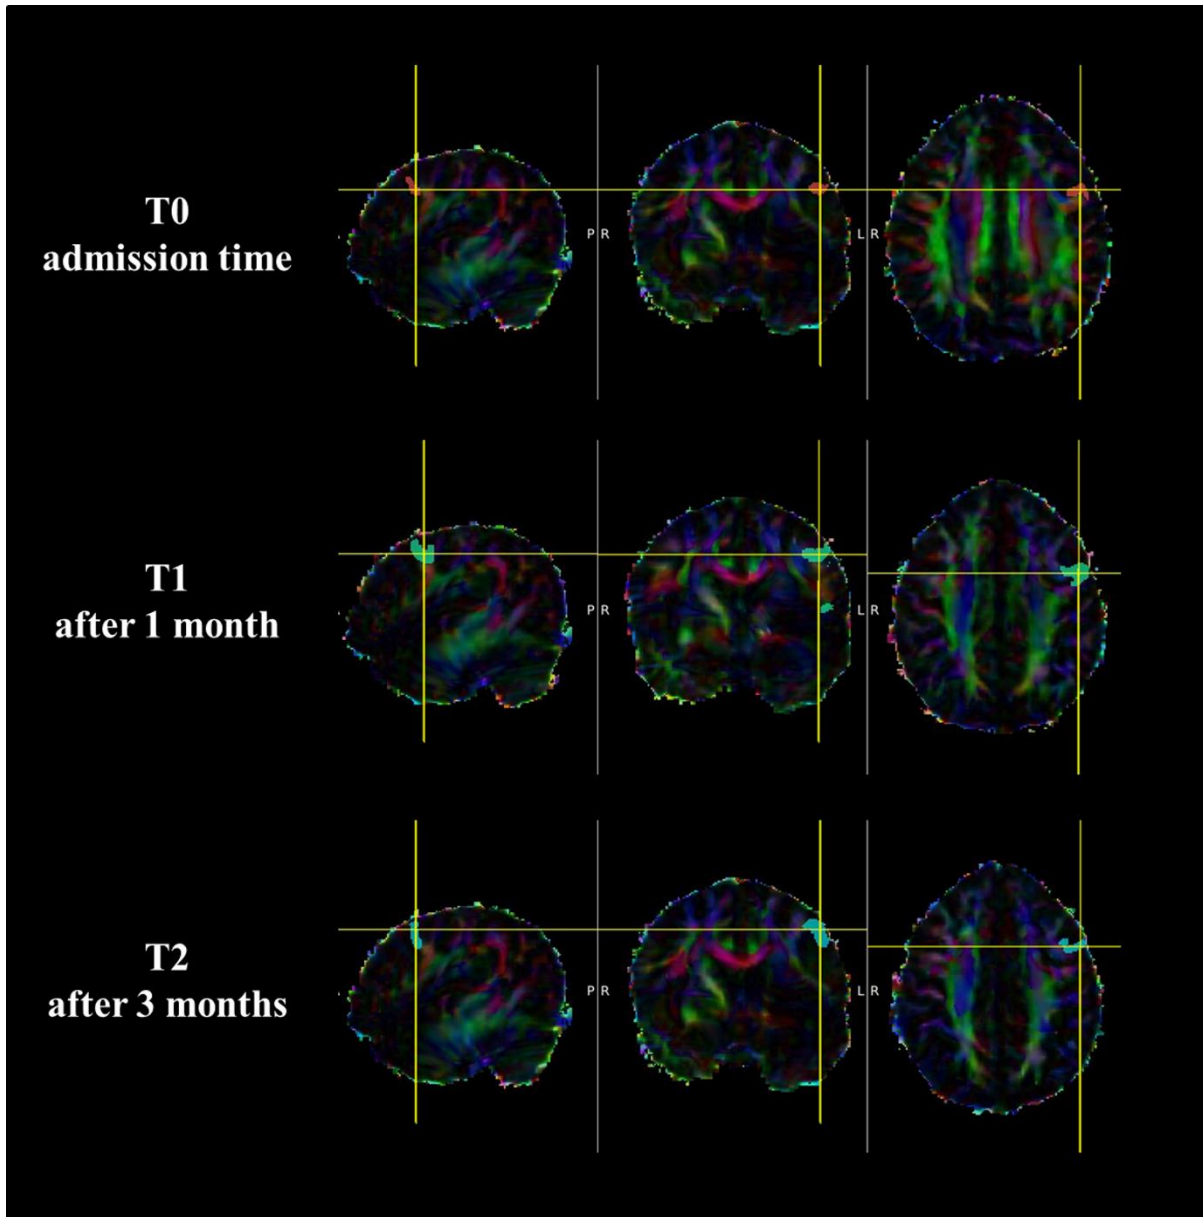 T0
admission time
P R
L R
T1
after 1 month
P R
L R
T2
after 3 months
P R
L R